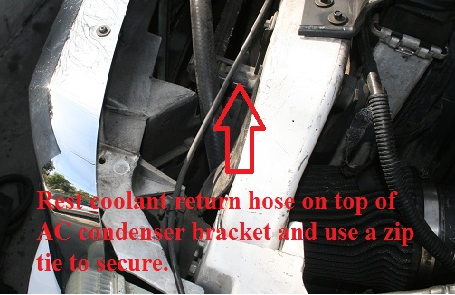 Rest coolant return hose on top of
AC condenser bracket and use a zip
tie to secure.